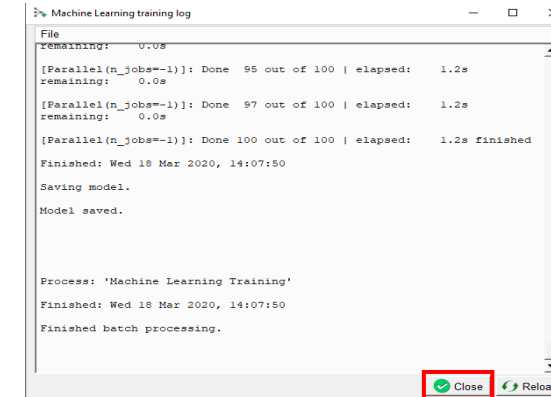 Machine Learning training log
File
remaining: 0.0s
[Parallel(n_jobs=-1)]: Done 95 out of 100 | elapsed: 1.2s
remaining: 0.0s
[Parallel(n_jobs=-1)]: Done 97 out of 100 | elapsed: 1.2s
remaining: 0.0s
[Parallel(n_jobs=-1)]: Done 100 out of 100 | elapsed: 1.2s finished
Finished: Wed 18 Mar 2020, 14:07:50
Saving model.
Model saved.
Process: 'Machine Learning Training'
Finished: Wed 18 Mar 2020, 14:07:50
Finished batch processing.
Close Reloa